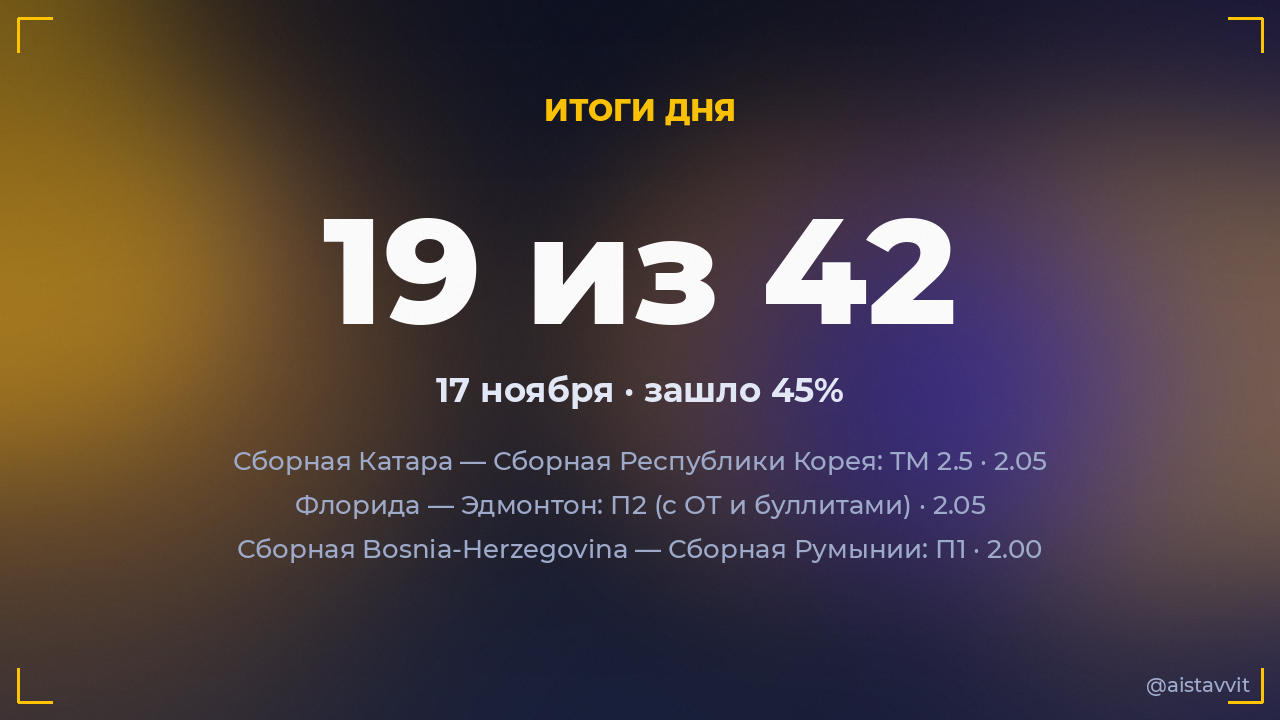 ИТОГИ ДНЯ
19 из 42
17 ноября · зашло 45%
Сборная Катара — Сборная Республики Корея: ТМ 2.5 · 2.05
Флорида — Эдмонтон: П2 (с ОТ и буллитами) · 2.05
Сборная Bosnia-Herzegovina — Сборная Румынии: П1 · 2.00
@aistavvit